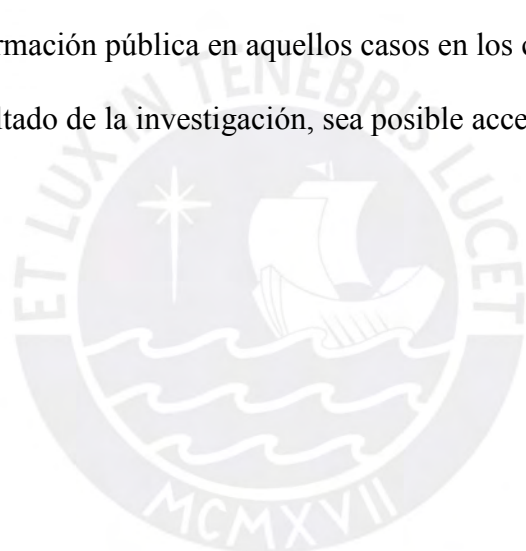 rmación pública en aquellos casos en los
ltado de la investigación, sea posible acce
ET LUX IN TENEBRIS LUCET
MCMXVII